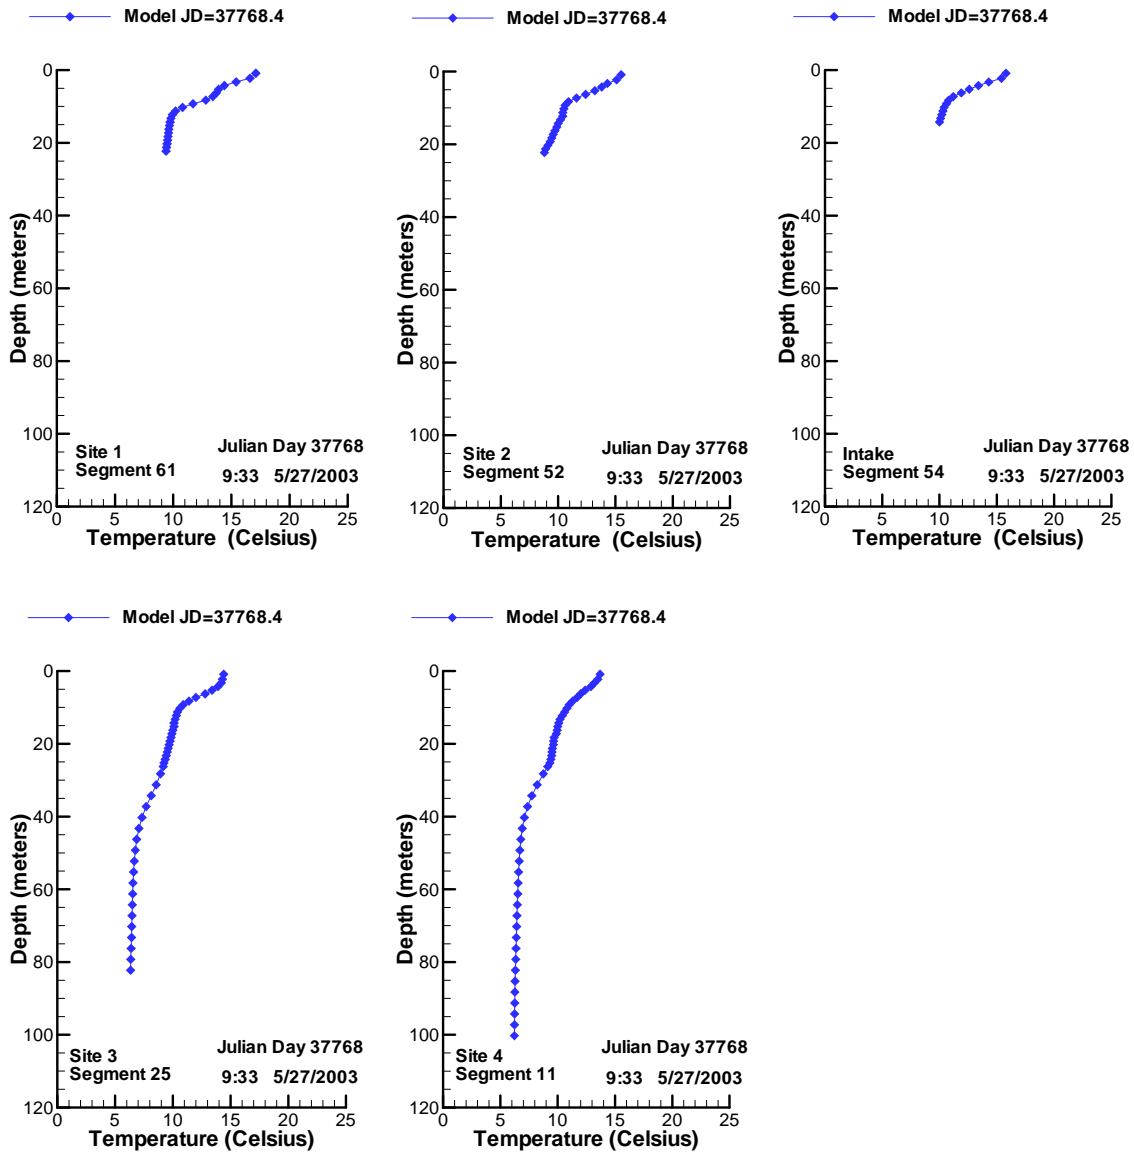 Model JD=37768.4
0
20
40
60
80
100
120
Depth (meters)
Site 1
Segment 61
Julian Day 37768
9:33 5/27/2003
0 5 10 15 20 25
Temperature (Celsius)
Model JD=37768.4
0
20
40
60
80
100
120
Depth (meters)
Site 2
Segment 52
Julian Day 37768
9:33 5/27/2003
0 5 10 15 20 25
Temperature (Celsius)
Model JD=37768.4
0
20
40
60
80
100
120
Depth (meters)
Intake
Segment 54
Julian Day 37768
9:33 5/27/2003
0 5 10 15 20 25
Temperature (Celsius)
Model JD=37768.4
0
20
40
60
80
100
120
Depth (meters)
Site 3
Segment 25
Julian Day 37768
9:33 5/27/2003
0 5 10 15 20 25
Temperature (Celsius)
Model JD=37768.4
0
20
40
60
80
100
120
Depth (meters)
Site 4
Segment 11
Julian Day 37768
9:33 5/27/2003
0 5 10 15 20 25
Temperature (Celsius)